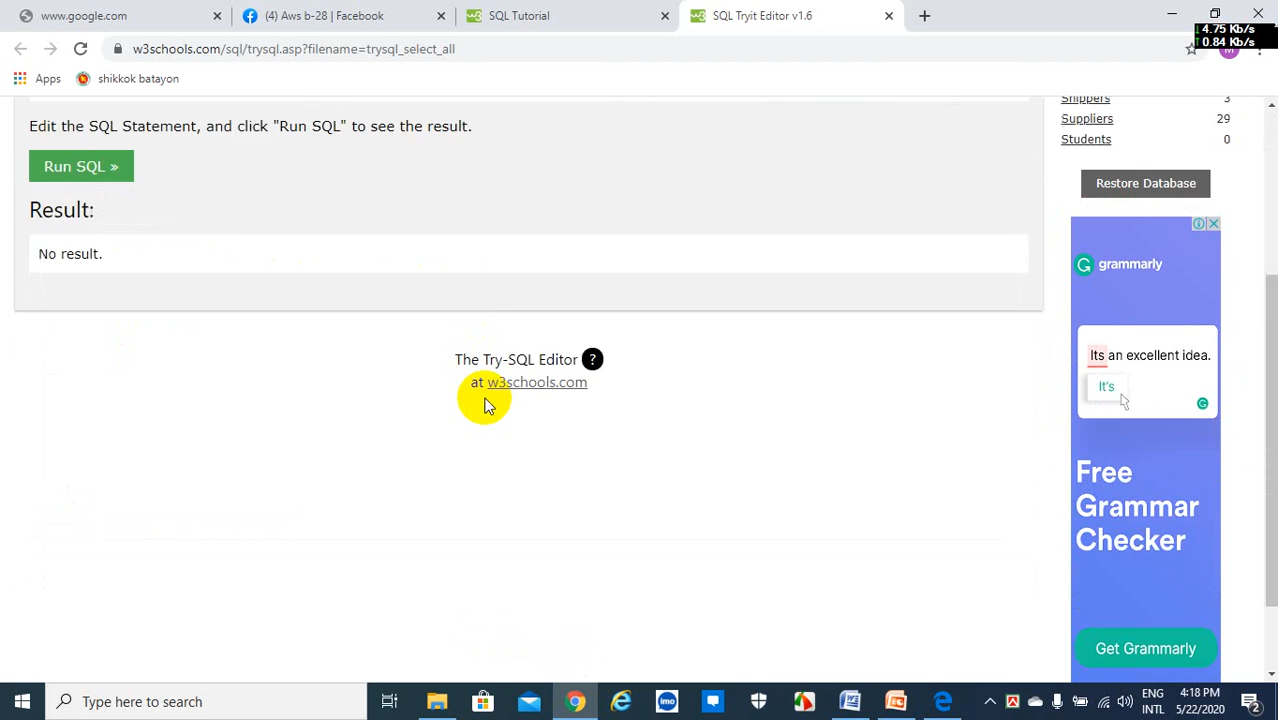 www.google.com
(4) Aws b-28 | Facebook
SQL Tutorial
SQL Tryit Editor v1.6
4.75 Kb/s
0.84 Kb/s
w3schools.com/sql/trysql.asp?filename=trysql_select_all
Apps
shikkok batayon
Shippers 3
Edit the SQL Statement, and click "Run SQL" to see the result.
Suppliers 29
Students 0
Run SQL »
Restore Database
Result:
No result.
grammarly
The Try-SQL Editor ?
at w3schools.com
Its an excellent idea.
It's
Free
Grammar
Checker
Get Grammarly
Type here to search
imo
ENG
INTL
4:18 PM
5/22/2020
2